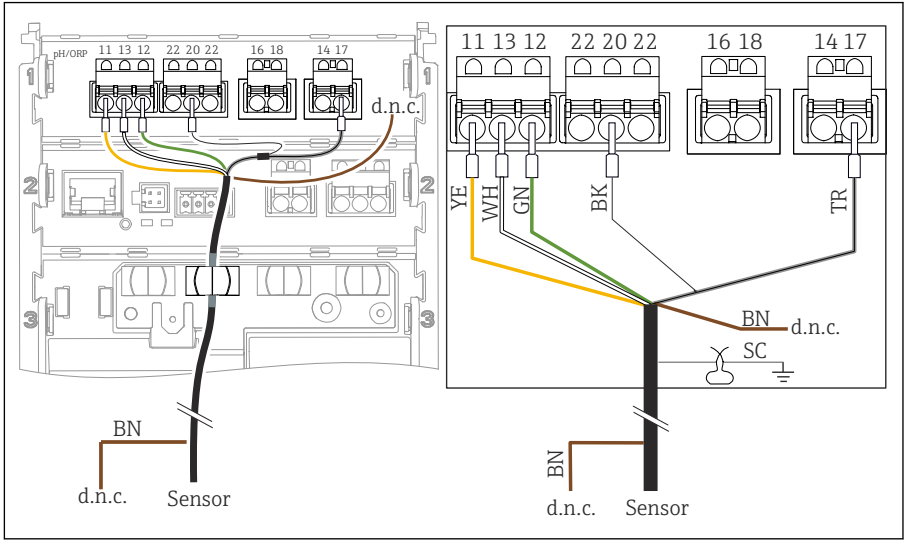 pH/ORP 11 13 12 22 20 22 16 18 14 17
1 1
d.n.c.
2 2
3 3
BN
d.n.c. Sensor
11 13 12 22 20 22 16 18 14 17
YE WH GN BK TR
BN d.n.c.
SC
BN
d.n.c. Sensor